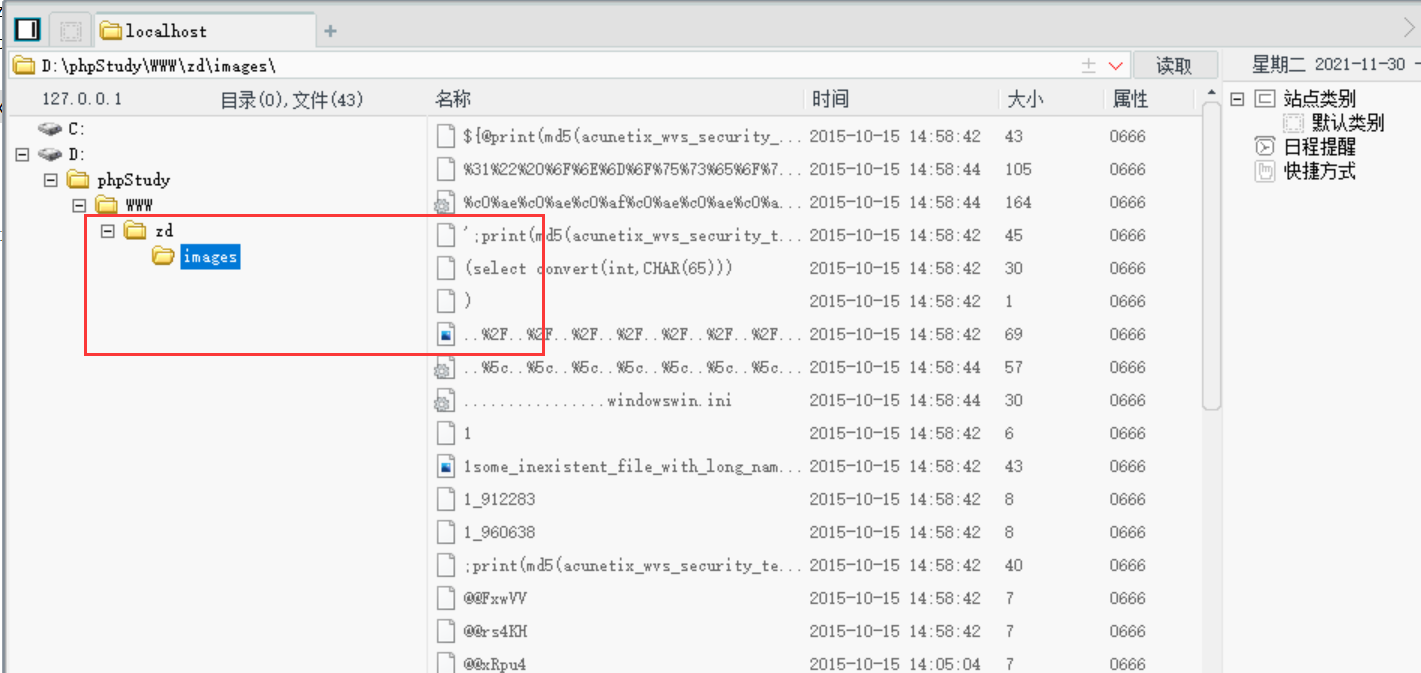 localhost
D:\phpStudy\WWW\zd\images\
读取
星期二 2021-11-30
127.0.0.1 目录(0),文件(43)
名称 时间 大小 属性
C:
D:
phpStudy
WWW
zd
images
${@print(md5(acunetix_wvs_security_... 2015-10-15 14:58:42 43 0666
%31%22%20%6F%6E%6D%6F%75%73%65%6F%7... 2015-10-15 14:58:44 105 0666
%c0%ae%c0%ae%c0%af%c0%ae%c0%ae%c0%a... 2015-10-15 14:58:44 164 0666
';print(md5(acunetix_wvs_security_t... 2015-10-15 14:58:42 45 0666
(select convert(int,CHAR(65))) 2015-10-15 14:58:42 30 0666
) 2015-10-15 14:58:42 1 0666
..%2F..%2F..%2F..%2F..%2F..%2F..%2F... 2015-10-15 14:58:42 69 0666
..%5c..%5c..%5c..%5c..%5c..%5c..%5c... 2015-10-15 14:58:44 57 0666
................windowswin.ini 2015-10-15 14:58:44 30 0666
1 2015-10-15 14:58:42 6 0666
1some_inexistent_file_with_long_nam... 2015-10-15 14:58:42 43 0666
1_912283 2015-10-15 14:58:42 8 0666
1_960638 2015-10-15 14:58:42 8 0666
;print(md5(acunetix_wvs_security_te... 2015-10-15 14:58:42 40 0666
@@FxwVV 2015-10-15 14:58:42 7 0666
@@rs4KH 2015-10-15 14:58:42 7 0666
@@xRpu4 2015-10-15 14:05:04 7 0666
站点类别
默认类别
日程提醒
快捷方式